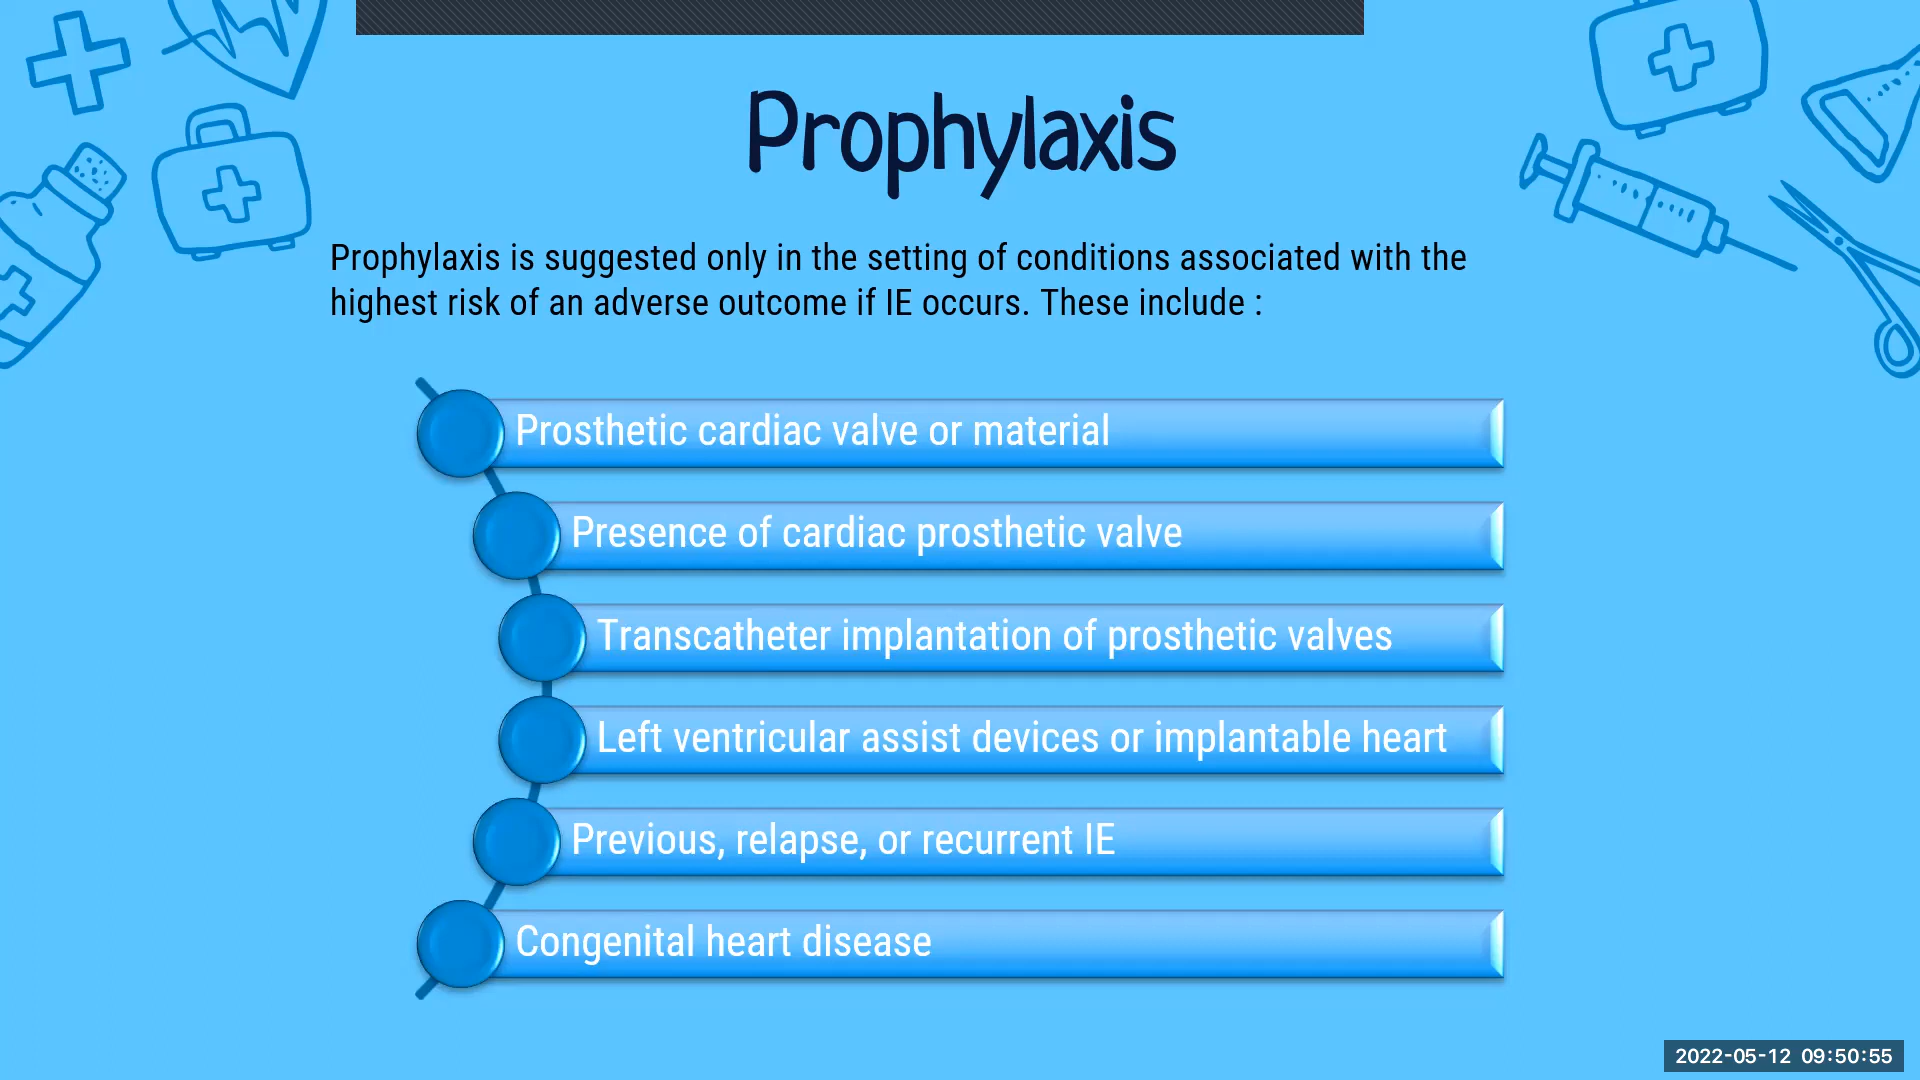 Prophylaxis
Prophylaxis is suggested only in the setting of conditions associated with the
highest risk of an adverse outcome if IE occurs. These include :
Prosthetic cardiac valve or material
Presence of cardiac prosthetic valve
Transcatheter implantation of prosthetic valves
Left ventricular assist devices or implantable heart
Previous, relapse, or recurrent IE
Congenital heart disease
2022-05-12 09:50:55